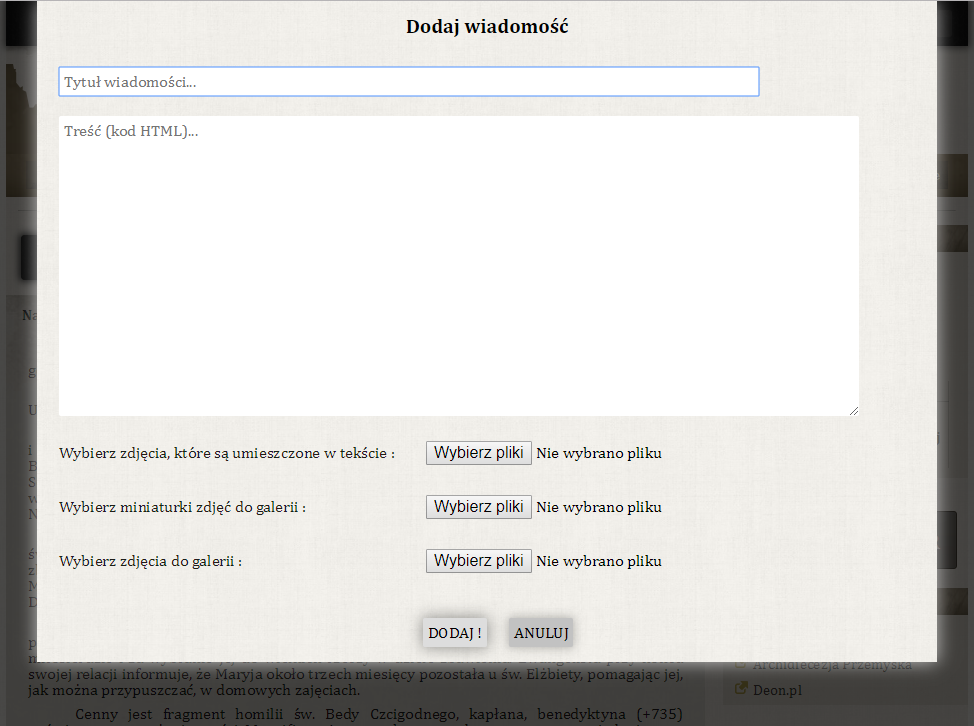 Dodaj wiadomość
Tytuł wiadomości...
Treść (kod HTML)...
Wybierz zdjęcia, które są umieszczone w tekście :
Wybierz pliki Nie wybrano pliku
Wybierz miniaturki zdjęć do galerii :
Wybierz pliki Nie wybrano pliku
Wybierz zdjęcia do galerii :
Wybierz pliki Nie wybrano pliku
DODAJ !
ANULUJ
swojej relacji informuje, że Maryja około trzech miesięcy pozostała u św. Elżbiety, pomagając jej,
jak można przypuszczać, w domowych zajęciach.
Cenny jest fragment homilii św. Bedy Czcigodnego, kapłana, benedyktyna (+735)
Archidiecezja Przemyska
Deon.pl